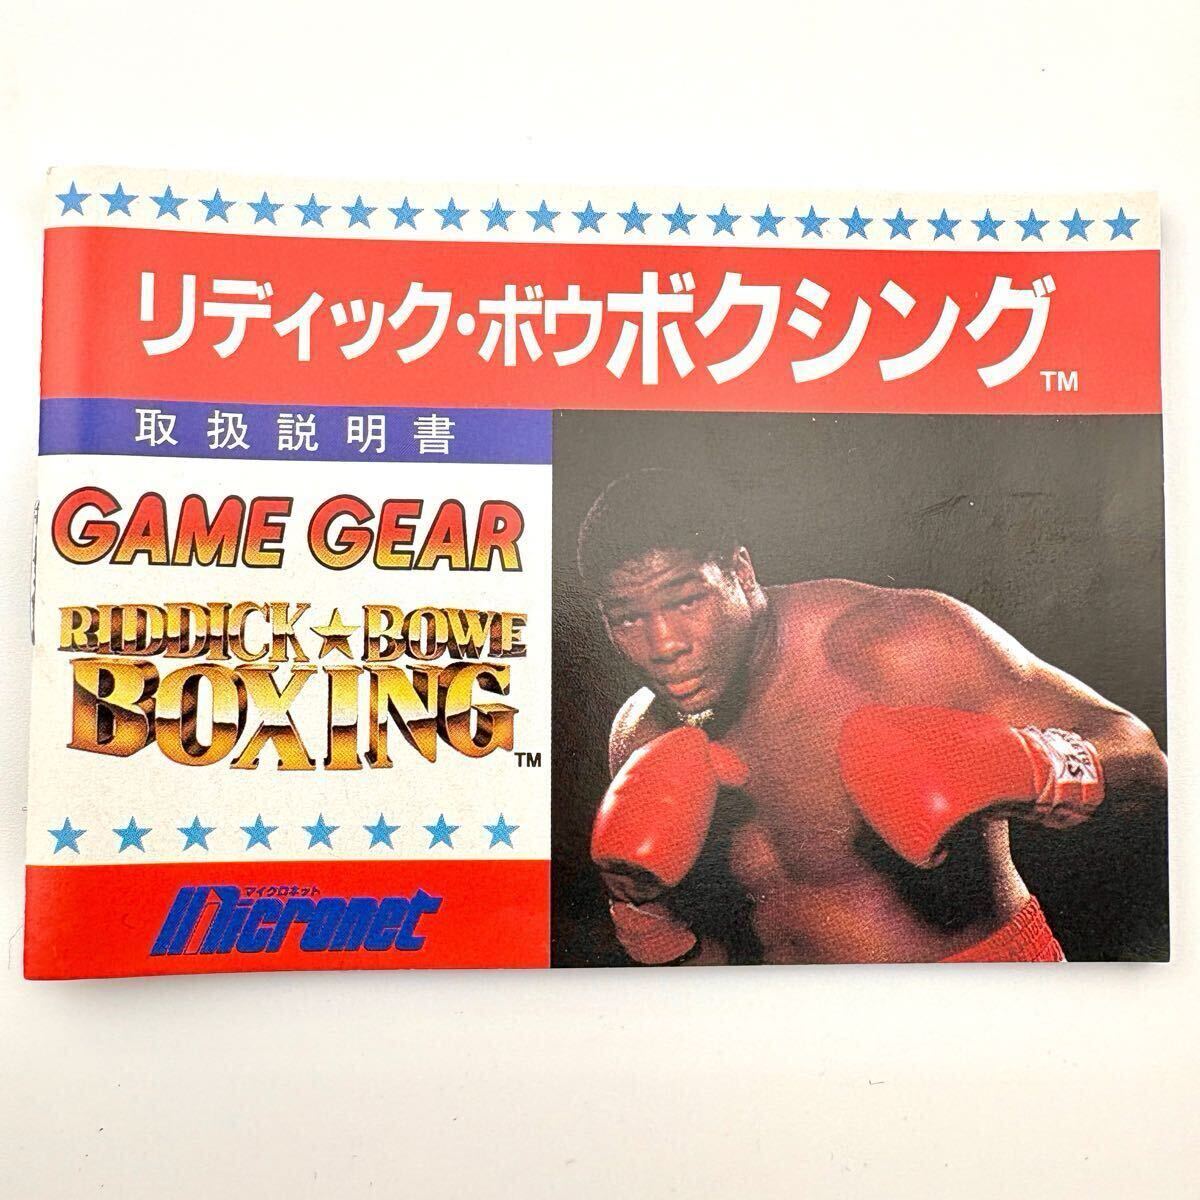 リディック・ボウボクシング TM
取扱説明書
GAME GEAR
RIDDICK★BOWE
BOXING TM
マイクロネット
Micronet